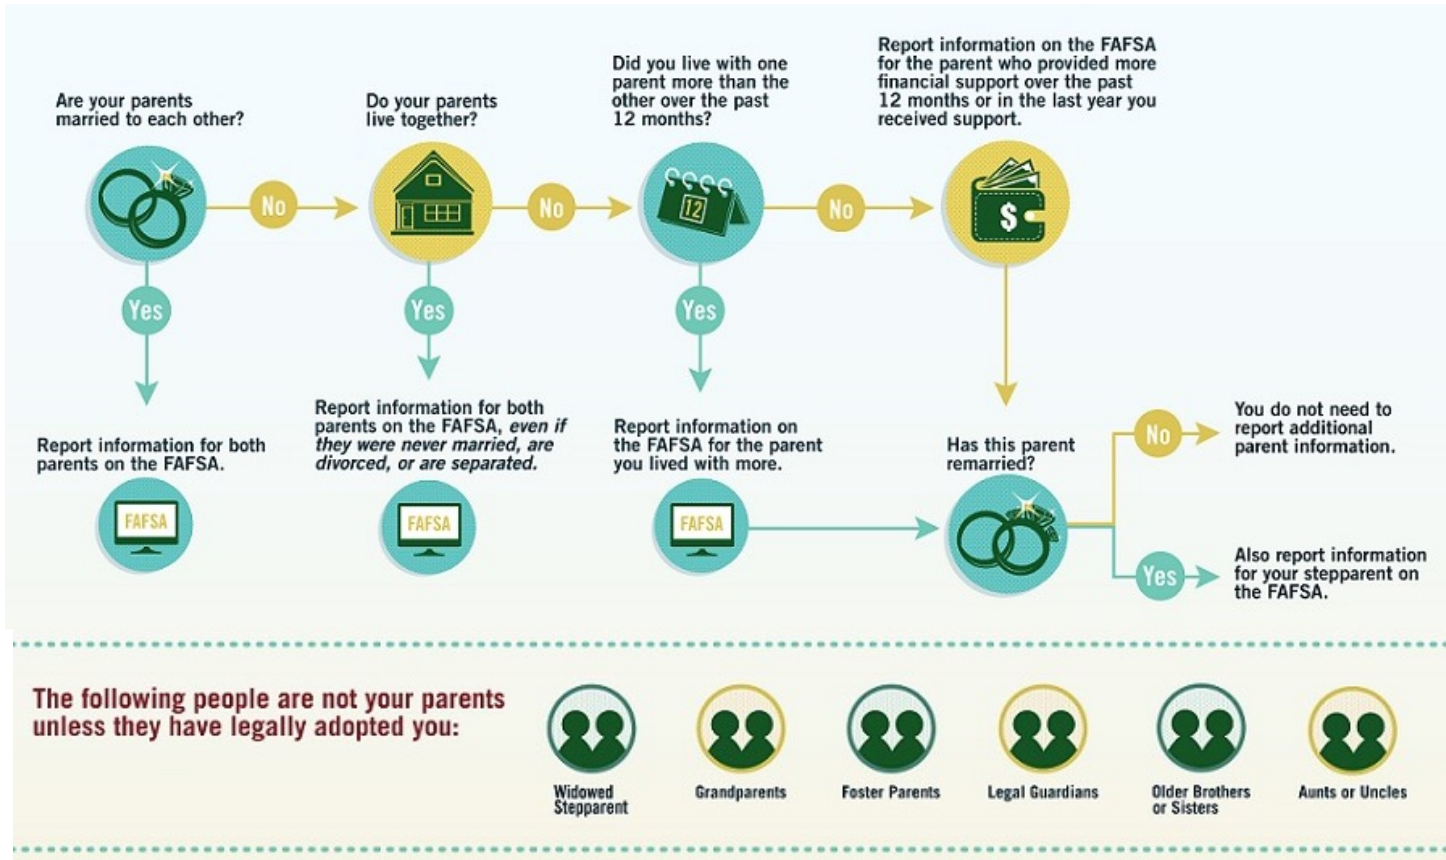 Are your parents
married to each other?
Do your parents
live together?
Did you live with one
parent more than the
other over the past
12 months?
Report information on the FAFSA
for the parent who provided more
financial support over the past
12 months or in the last year you
received support.
No
No
12
No
$
Yes
Yes
Yes
Report information for both
parents on the FAFSA.
Report information for both
parents on the FAFSA, even if
they were never married, are
divorced, or are separated.
Report information on
the FAFSA for the parent
you lived with more.
Has this parent
remarried?
No
You do not need to
report additional
parent information.
FAFSA
FAFSA
FAFSA
Yes
Also report information
for your stepparent on
the FAFSA.
The following people are not your parents
unless they have legally adopted you:
Widowed
Stepparent
Grandparents
Foster Parents
Legal Guardians
Older Brothers
or Sisters
Aunts or Uncles